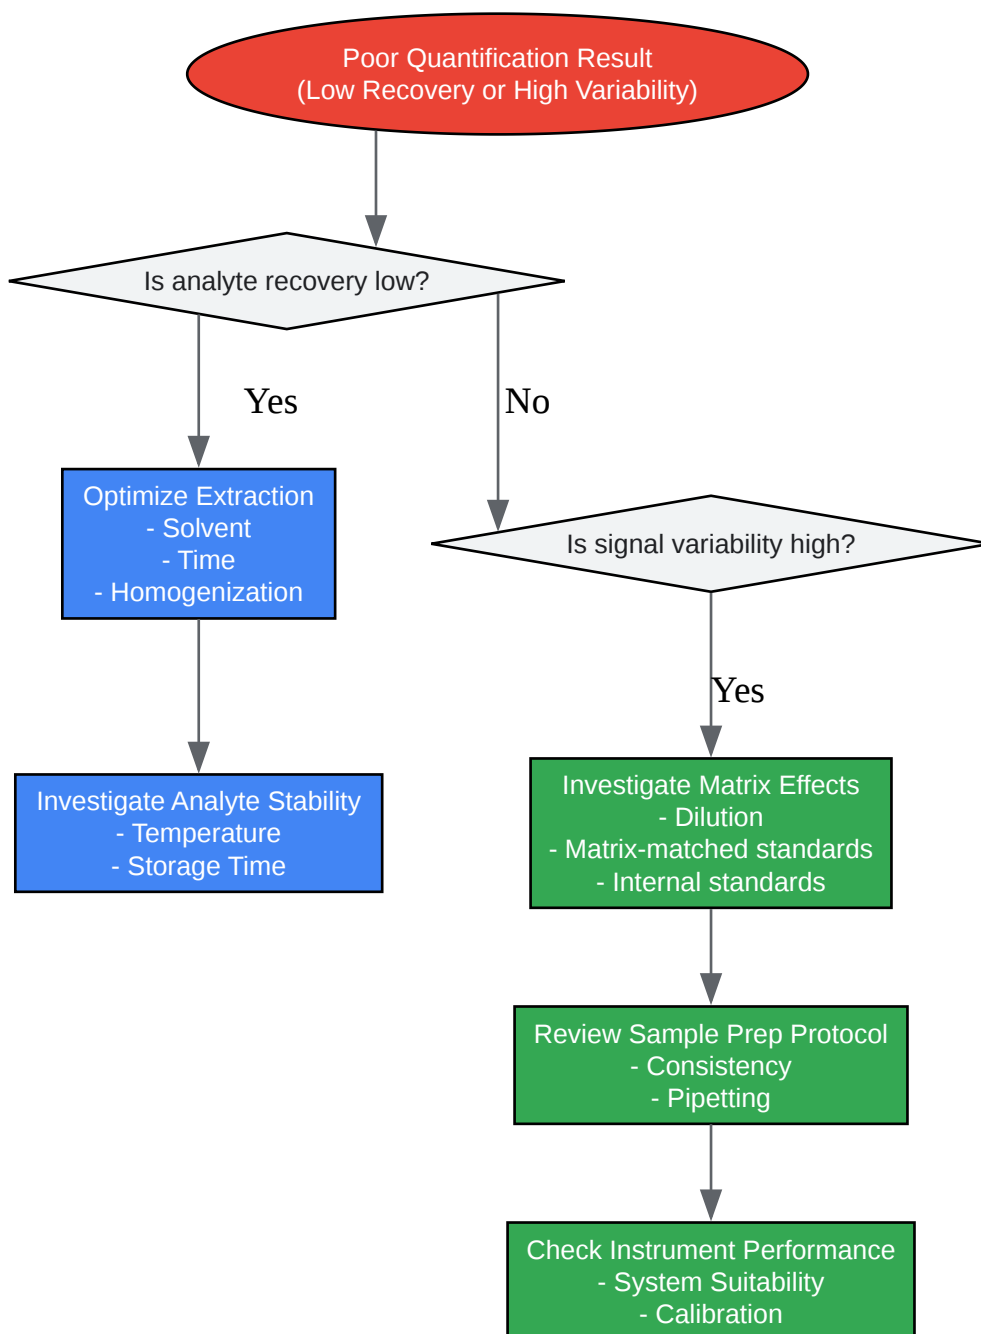 Poor Quantification Result
(Low Recovery or High Variability)
Is analyte recovery low?
Yes
No
Optimize Extraction
- Solvent
- Time
- Homogenization
Is signal variability high?
Yes
Investigate Analyte Stability
- Temperature
- Storage Time
Investigate Matrix Effects
- Dilution
- Matrix-matched standards
- Internal standards
Review Sample Prep Protocol
- Consistency
- Pipetting
Check Instrument Performance
- System Suitability
- Calibration